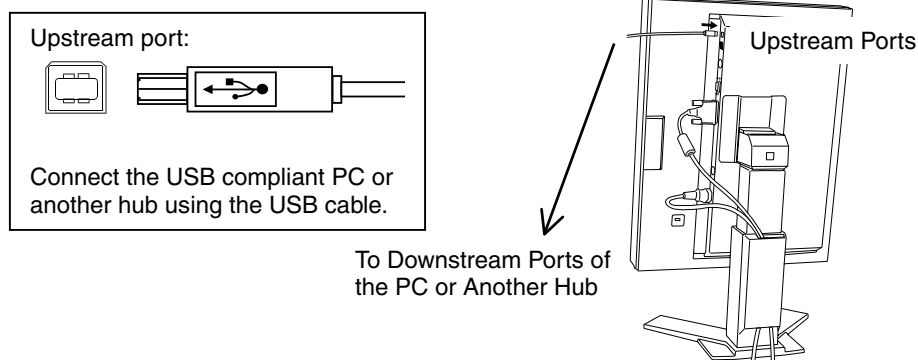 Upstream port:
Connect the USB compliant PC or
another hub using the USB cable.
Upstream Ports
To Downstream Ports of
the PC or Another Hub